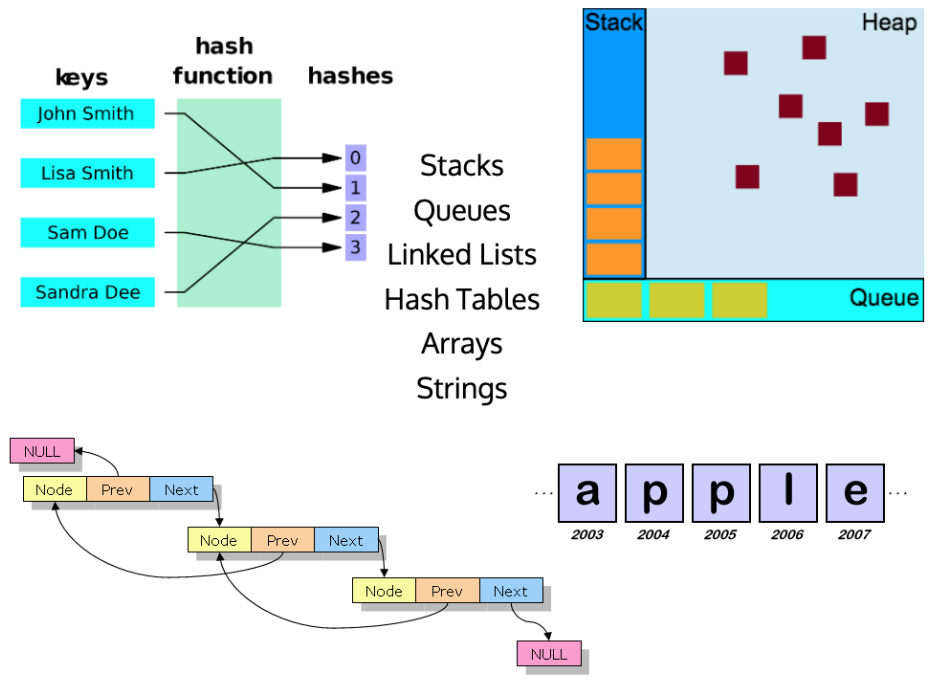 keys
hash
function
hashes
John Smith
Lisa Smith
Sam Doe
Sandra Dee
0
1
2
3
Stacks
Queues
Linked Lists
Hash Tables
Arrays
Strings
Stack
Heap
Queue
NULL
Node Prev Next
Node Prev Next
Node Prev Next
NULL
... a p p l e ...
2003 2004 2005 2006 2007